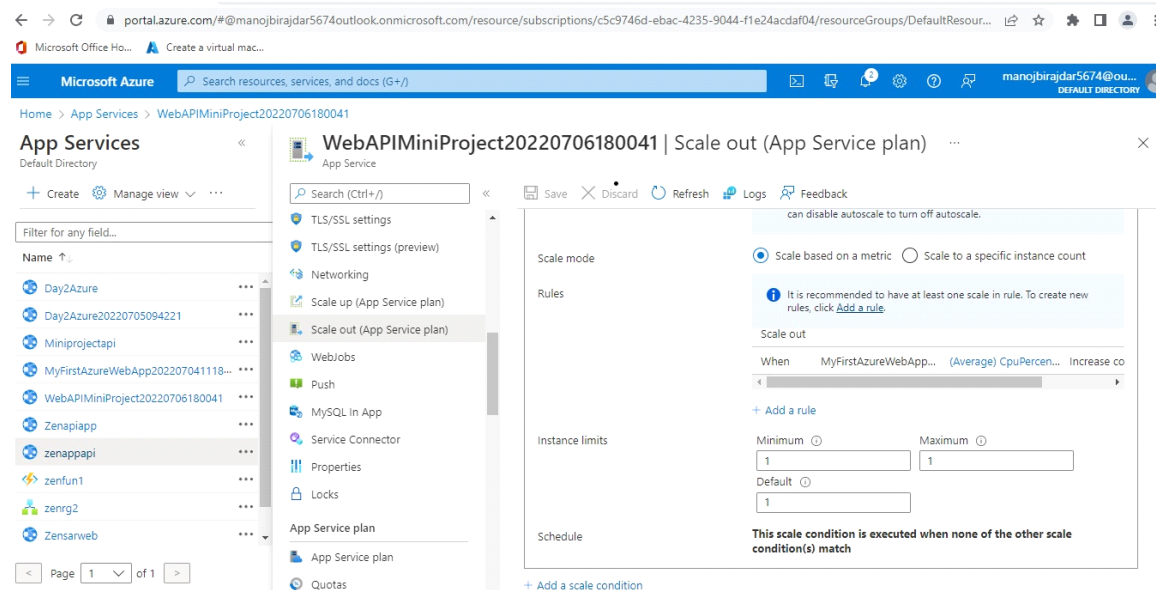 portal.azure.com/#@manojbirajdar5674outlook.onmicrosoft.com/resource/subscriptions/c5c9746d-ebac-4235-9044-f1e24acdaf04/resourceGroups/DefaultResour...
Microsoft Office Ho... Create a virtual mac...
Microsoft Azure Search resources, services, and docs (G+/) 2 manojbirajdar5674@ou...
DEFAULT DIRECTORY
Home > App Services > WebAPIMiniProject20220706180041
App Services
Default Directory
+ Create Manage view ...
Filter for any field...
Name ↑↓
Day2Azure ...
Day2Azure20220705094221 ...
Miniprojectapi ...
MyFirstAzureWebApp202207041118... ...
WebAPIMiniProject20220706180041 ...
Zenapiapp ...
zenappapi ...
zenfun1 ...
zenrg2 ...
Zensarweb ...
< Page 1 of 1 >
WebAPIMiniProject20220706180041 | Scale out (App Service plan) ...
App Service
Search (Ctrl+/) «
TLS/SSL settings
TLS/SSL settings (preview)
Networking
Scale up (App Service plan)
Scale out (App Service plan)
WebJobs
Push
MySQL In App
Service Connector
Properties
Locks
App Service plan
App Service plan
Quotas
Save Discard Refresh Logs Feedback
can disable autoscale to turn off autoscale.
Scale mode Scale based on a metric Scale to a specific instance count
Rules
It is recommended to have at least one scale in rule. To create new
rules, click Add a rule.
Scale out
When MyFirstAzureWebApp... (Average) CpuPercen... Increase co
+ Add a rule
Instance limits Minimum Maximum
1 1
Default
1
Schedule This scale condition is executed when none of the other scale
condition(s) match
+ Add a scale condition